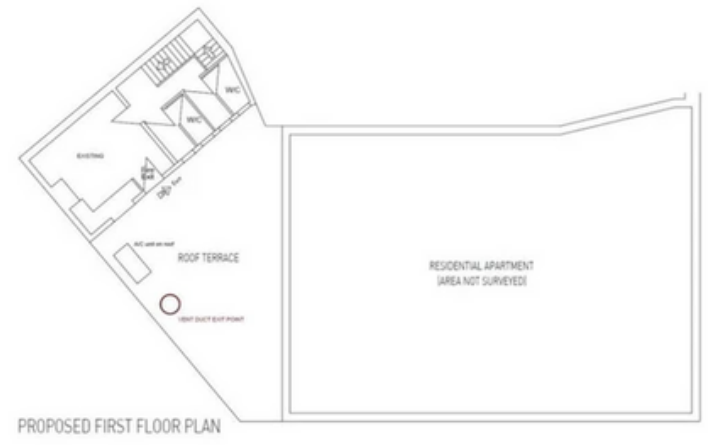 W/C
W/C
EXISTING
A/C unit on roof
ROOF TERRACE
RESIDENTIAL APARTMENT
(AREA NOT SURVEYED)
VENT DUCT EXIT POINT
PROPOSED FIRST FLOOR PLAN